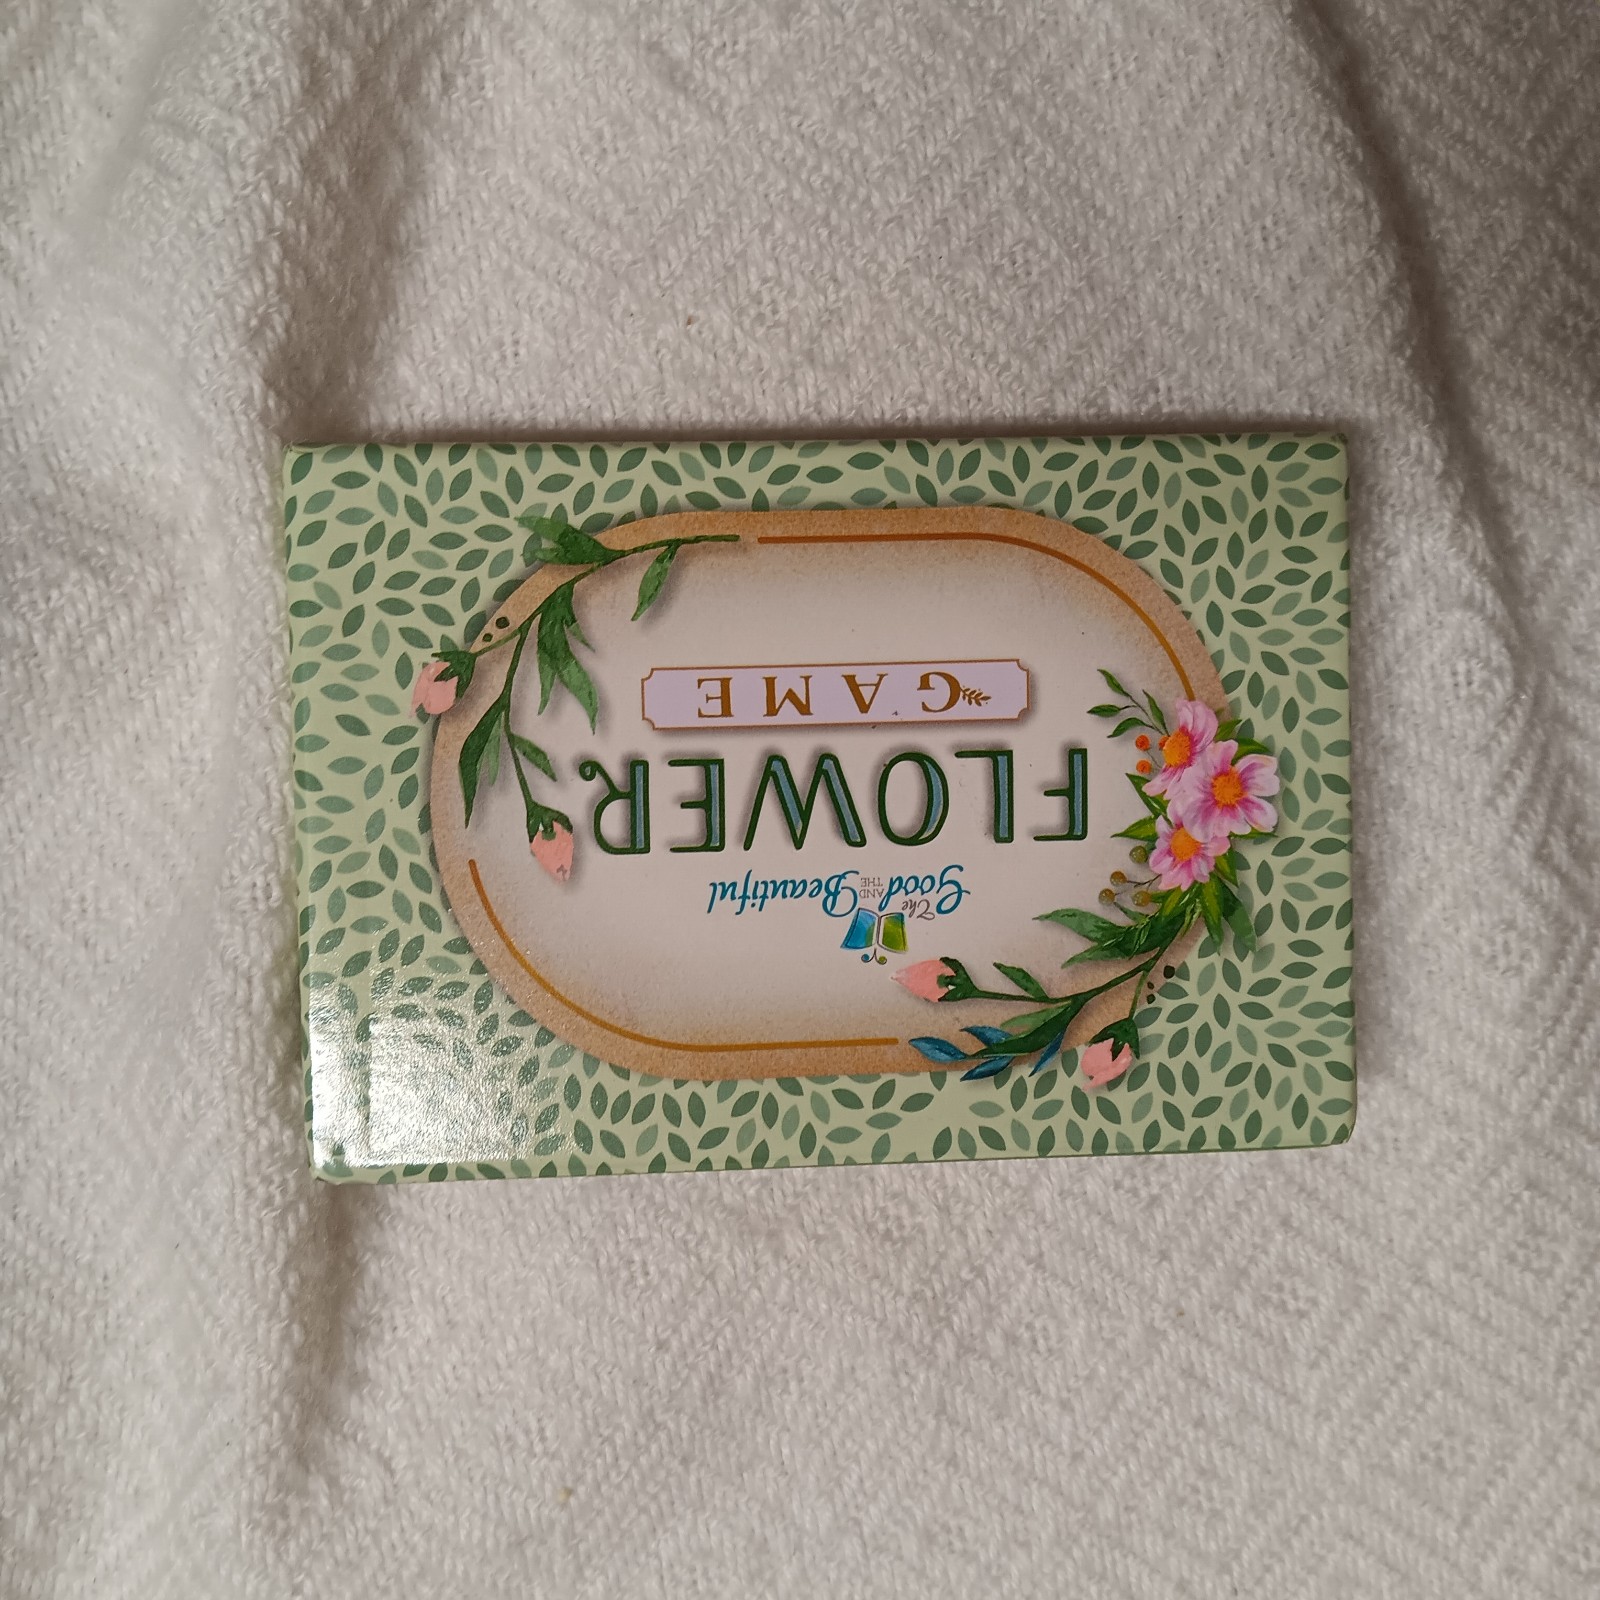 The
Good AND THE Beautiful
FLOWER
GAME